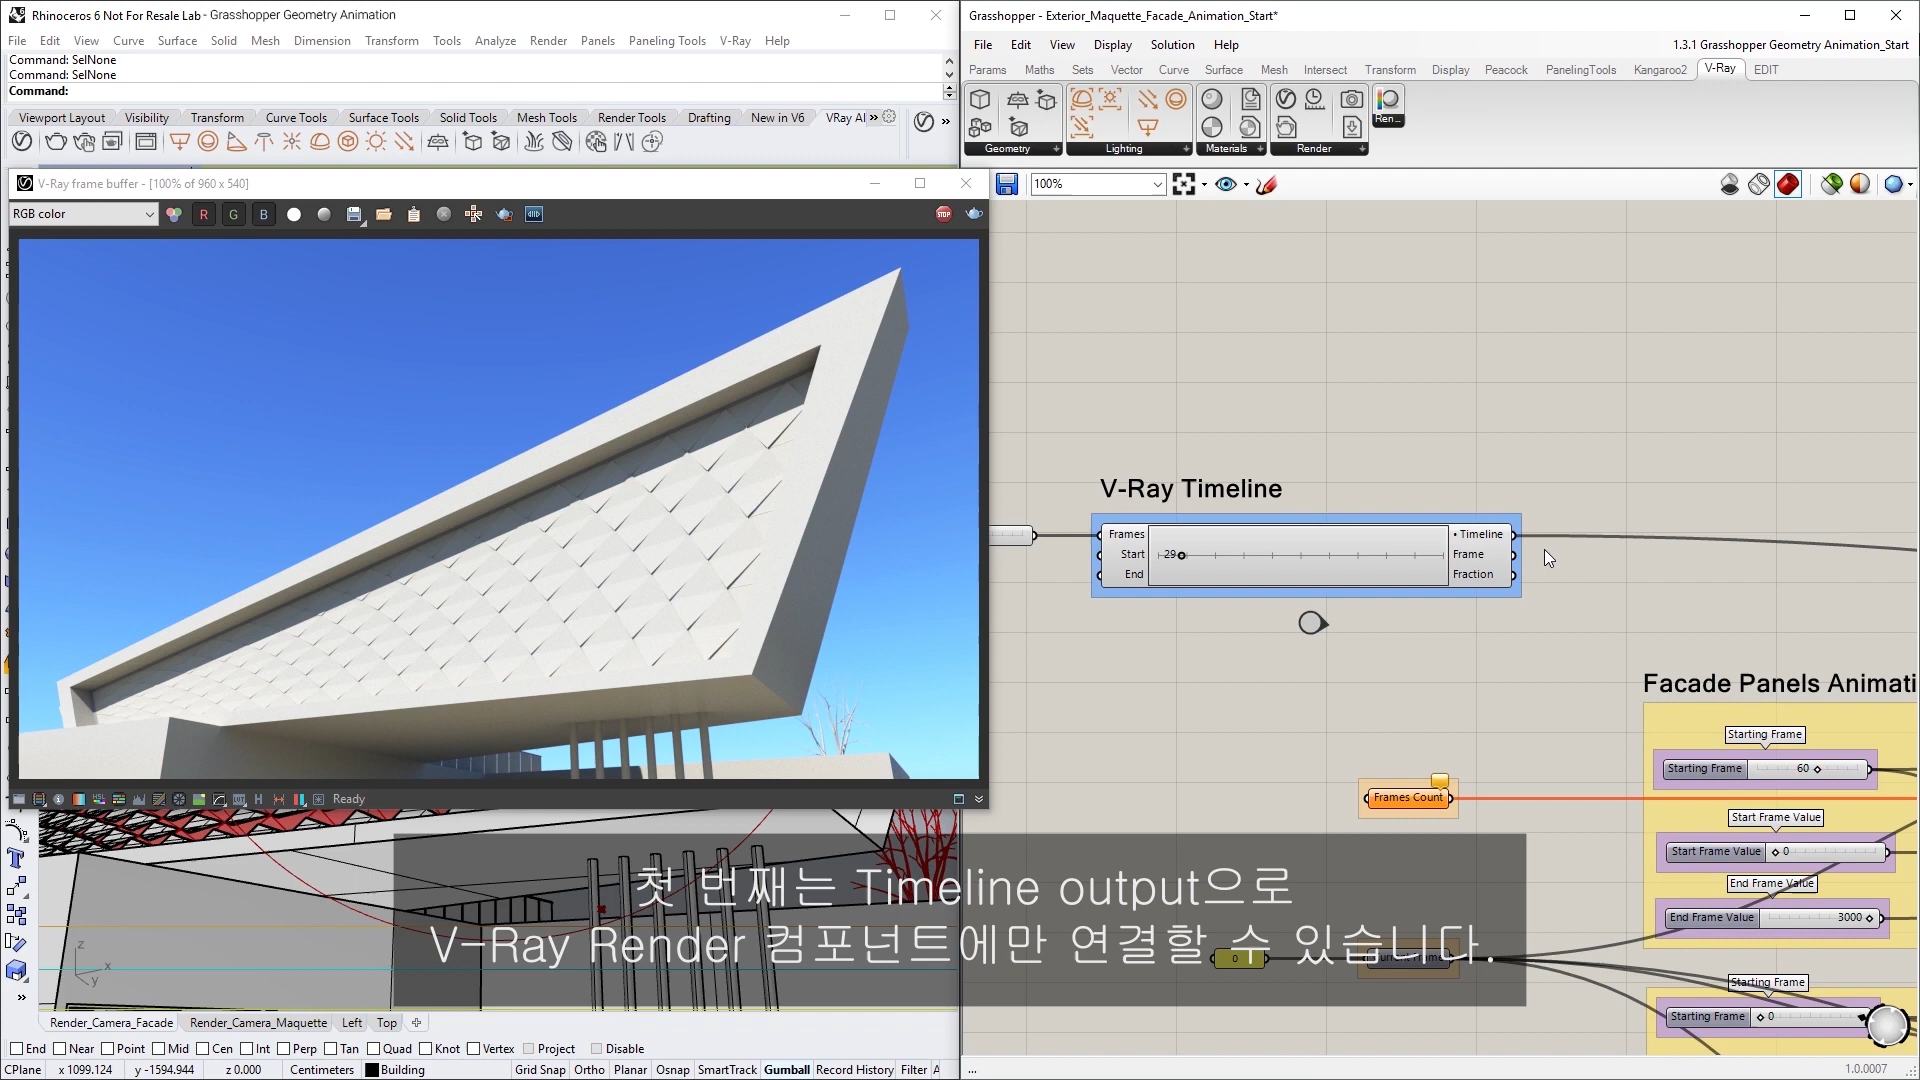 Rhinoceros 6 Not For Resale Lab - Grasshopper Geometry Animation
File Edit View Curve Surface Solid Mesh Dimension Transform Tools Analyze Render Panels Paneling Tools V-Ray Help
Command: SelNone
Command: SelNone
Command:
Viewport Layout Visibility Transform Curve Tools Surface Tools Solid Tools Mesh Tools Render Tools Drafting New in V6 VRay Al
V-Ray frame buffer - [100% of 960 x 540]
RGB color
R G B
STOP
HSL
H
Ready
z
x
y
Render_Camera_Facade Render_Camera_Maquette Left Top
End Near Point Mid Cen Int Perp Tan Quad Knot Vertex Project Disable
CPlane x 1099.124 y -1594.944 z 0.000 Centimeters Building Grid Snap Ortho Planar Osnap SmartTrack Gumball Record History Filter A
Grasshopper - Exterior_Maquette_Facade_Animation_Start*
File Edit View Display Solution Help
1.3.1 Grasshopper Geometry Animation_Start
Params Maths Sets Vector Curve Surface Mesh Intersect Transform Display Peacock PanelingTools Kangaroo2 V-Ray EDIT
Geometry Lighting Materials Render Ren...
100%
V-Ray Timeline
Frames
Start
End
29
Timeline
Frame
Fraction
Facade Panels Animati
Starting Frame
Starting Frame 60
Frames Count
Start Frame Value
Start Frame Value 0
End Frame Value
End Frame Value 3000
0
Current Frame
Starting Frame
Starting Frame 0
... 1.0.0007
첫 번째는 Timeline output으로
V-Ray Render 컴포넌트에만 연결할 수 있습니다.